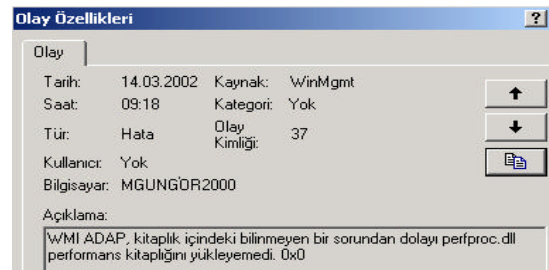 Olay Özellikleri
Olay
Tarih: 14.03.2002 Kaynak: WinMgmt
Saat: 09:18 Kategori: Yok
Tür: Hata Olay Kimliği: 37
Kullanıcı: Yok
Bilgisayar: MGUNGÖR2000
Açıklama:
WMI ADAP, kitaplık içindeki bilinmeyen bir sorundan dolayı perfproc.dll
performans kitaplığını yükleyemedi. 0x0